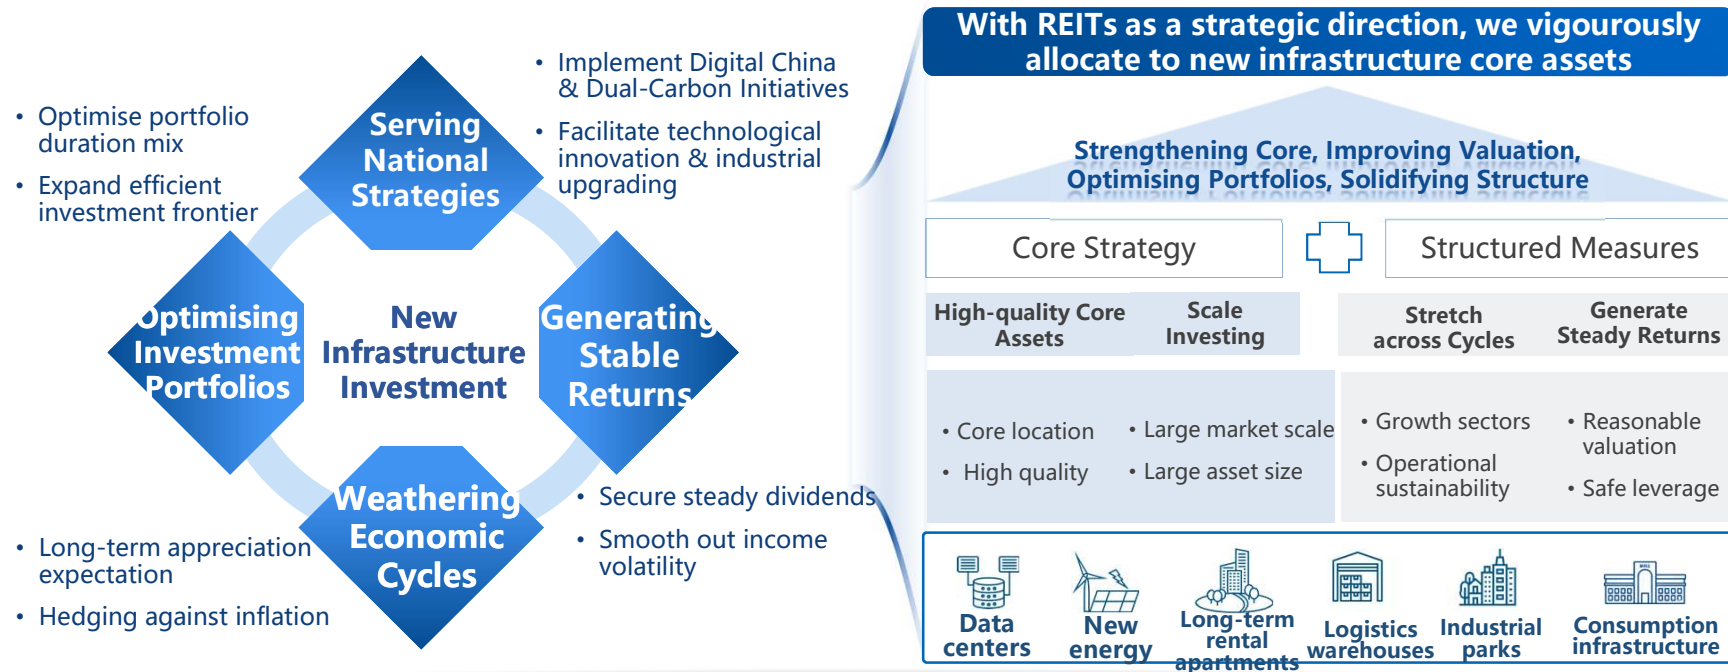 • Optimise portfolio
duration mix
• Expand efficient
investment frontier
Serving
National
Strategies
• Implement Digital China
& Dual-Carbon Initiatives
• Facilitate technological
innovation & industrial
upgrading
Optimising
Investment
Portfolios
New
Infrastructure
Investment
Generating
Stable
Returns
Weathering
Economic
Cycles
• Long-term appreciation
expectation
• Hedging against inflation
• Secure steady dividends
• Smooth out income
volatility
With REITs as a strategic direction, we vigourously
allocate to new infrastructure core assets
Strengthening Core, Improving Valuation,
Optimising Portfolios, Solidifying Structure
Core Strategy
Structured Measures
High-quality Core
Assets
Scale
Investing
Stretch
across Cycles
Generate
Steady Returns
• Core location
• High quality
• Large market scale
• Large asset size
• Growth sectors
• Operational
sustainability
• Reasonable
valuation
• Safe leverage
Data
centers
New
energy
Long-term
rental
apartments
Logistics
warehouses
Industrial
parks
MALL
Consumption
infrastructure